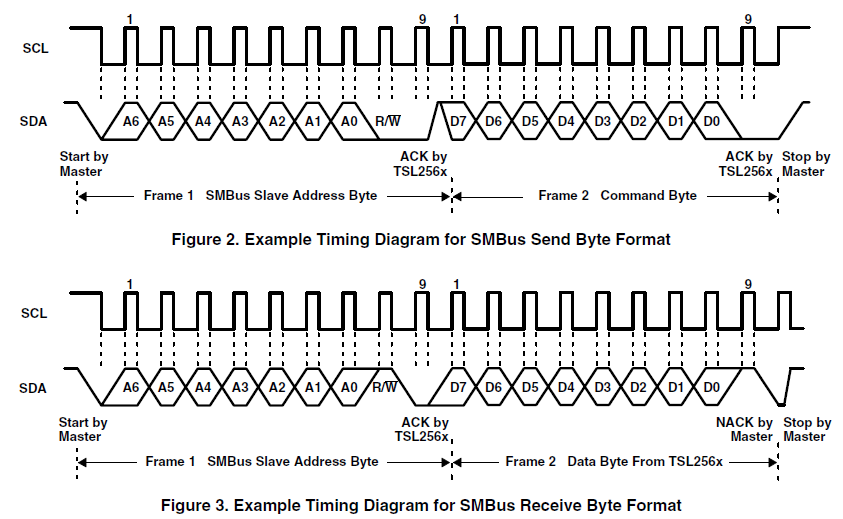 1 9 1 9
SCL
SDA A6 A5 A4 A3 A2 A1 A0 R/W̅ D7 D6 D5 D4 D3 D2 D1 D0
Start by Master ACK by TSL256x ACK by TSL256x Stop by Master
Frame 1 SMBus Slave Address Byte Frame 2 Command Byte
Figure 2. Example Timing Diagram for SMBus Send Byte Format
1 9 1 9
SCL
SDA A6 A5 A4 A3 A2 A1 A0 R/W̅ D7 D6 D5 D4 D3 D2 D1 D0
Start by Master ACK by TSL256x NACK by Master Stop by Master
Frame 1 SMBus Slave Address Byte Frame 2 Data Byte From TSL256x
Figure 3. Example Timing Diagram for SMBus Receive Byte Format